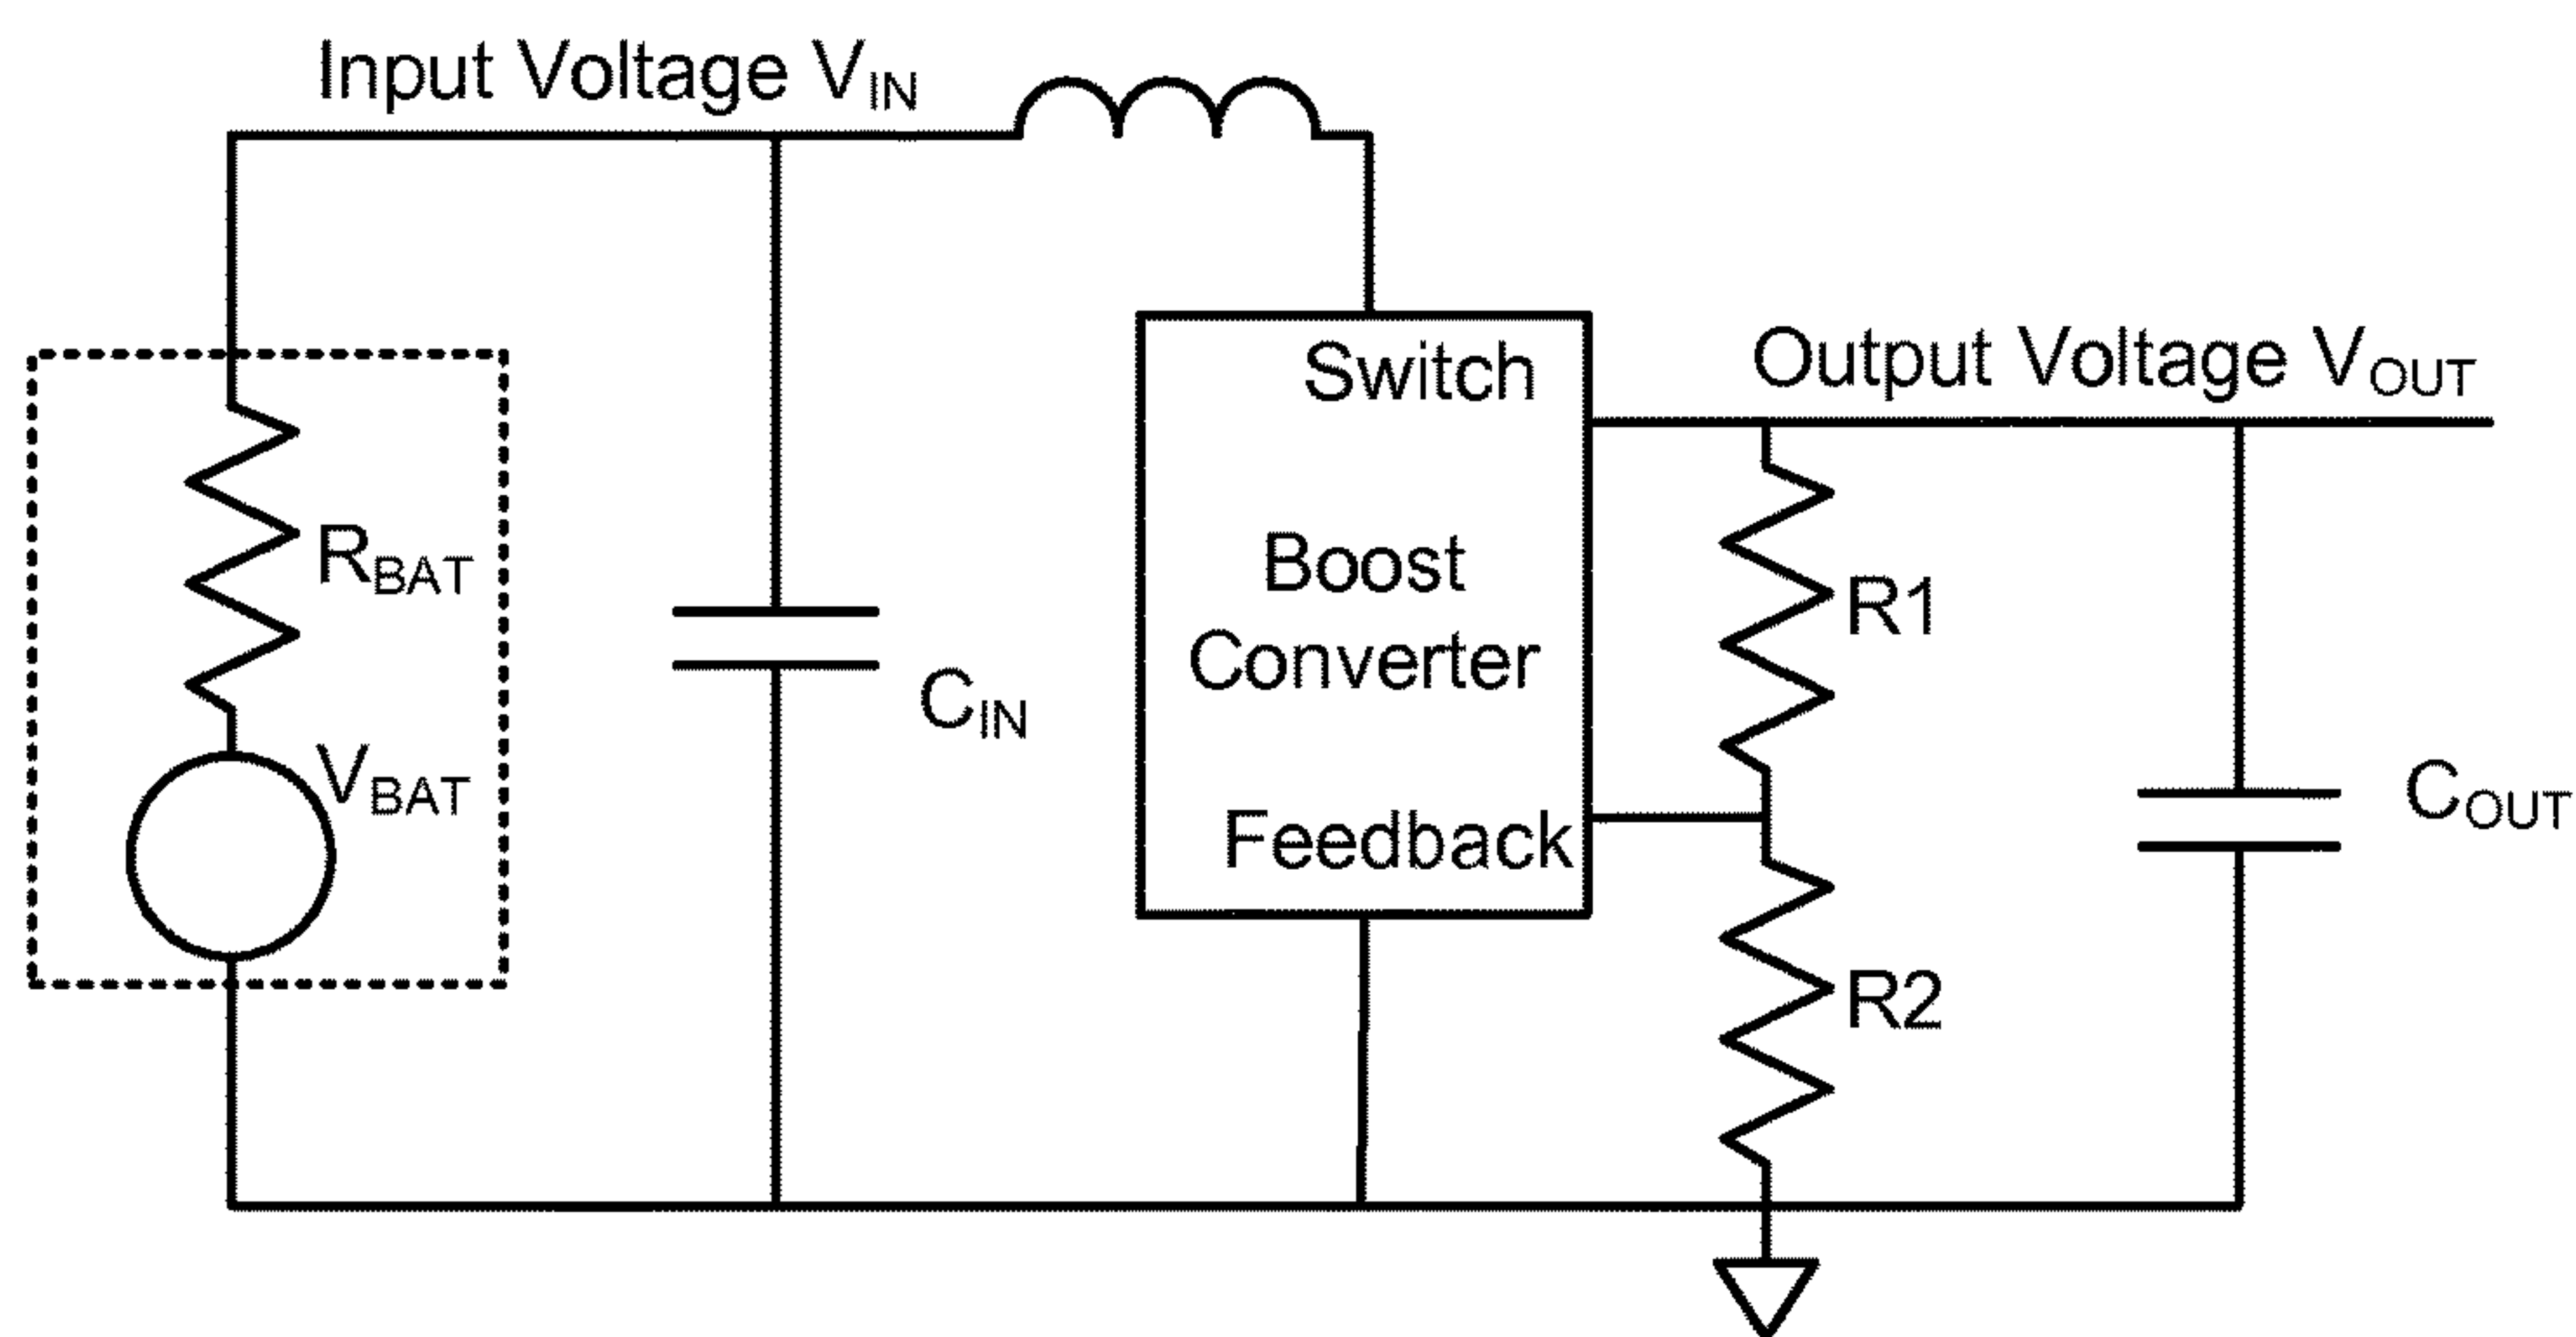 Input Voltage VIN
Switch
Output Voltage VOUT
RBAT
Boost
Converter
R1
CIN
VBAT
Feedback
COUT
R2